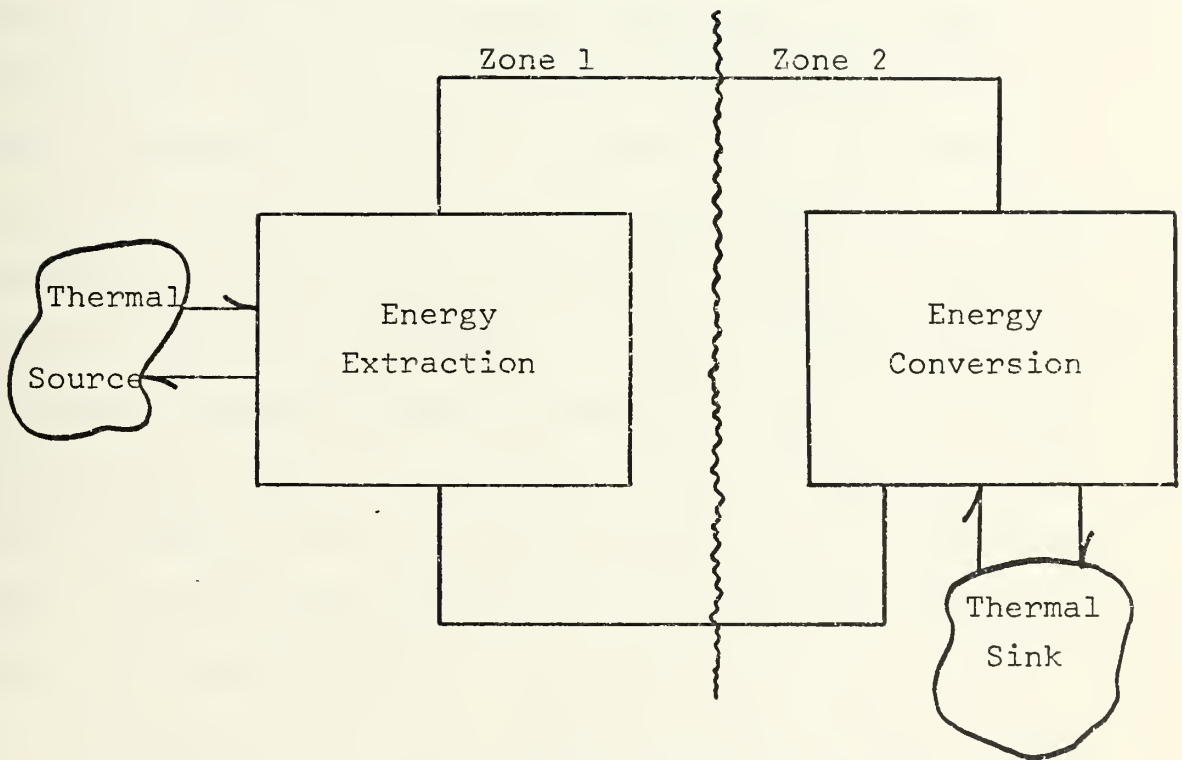 Zone 1
Zone 2
Thermal
Source
Energy
Extraction
Energy
Conversion
Thermal
Sink